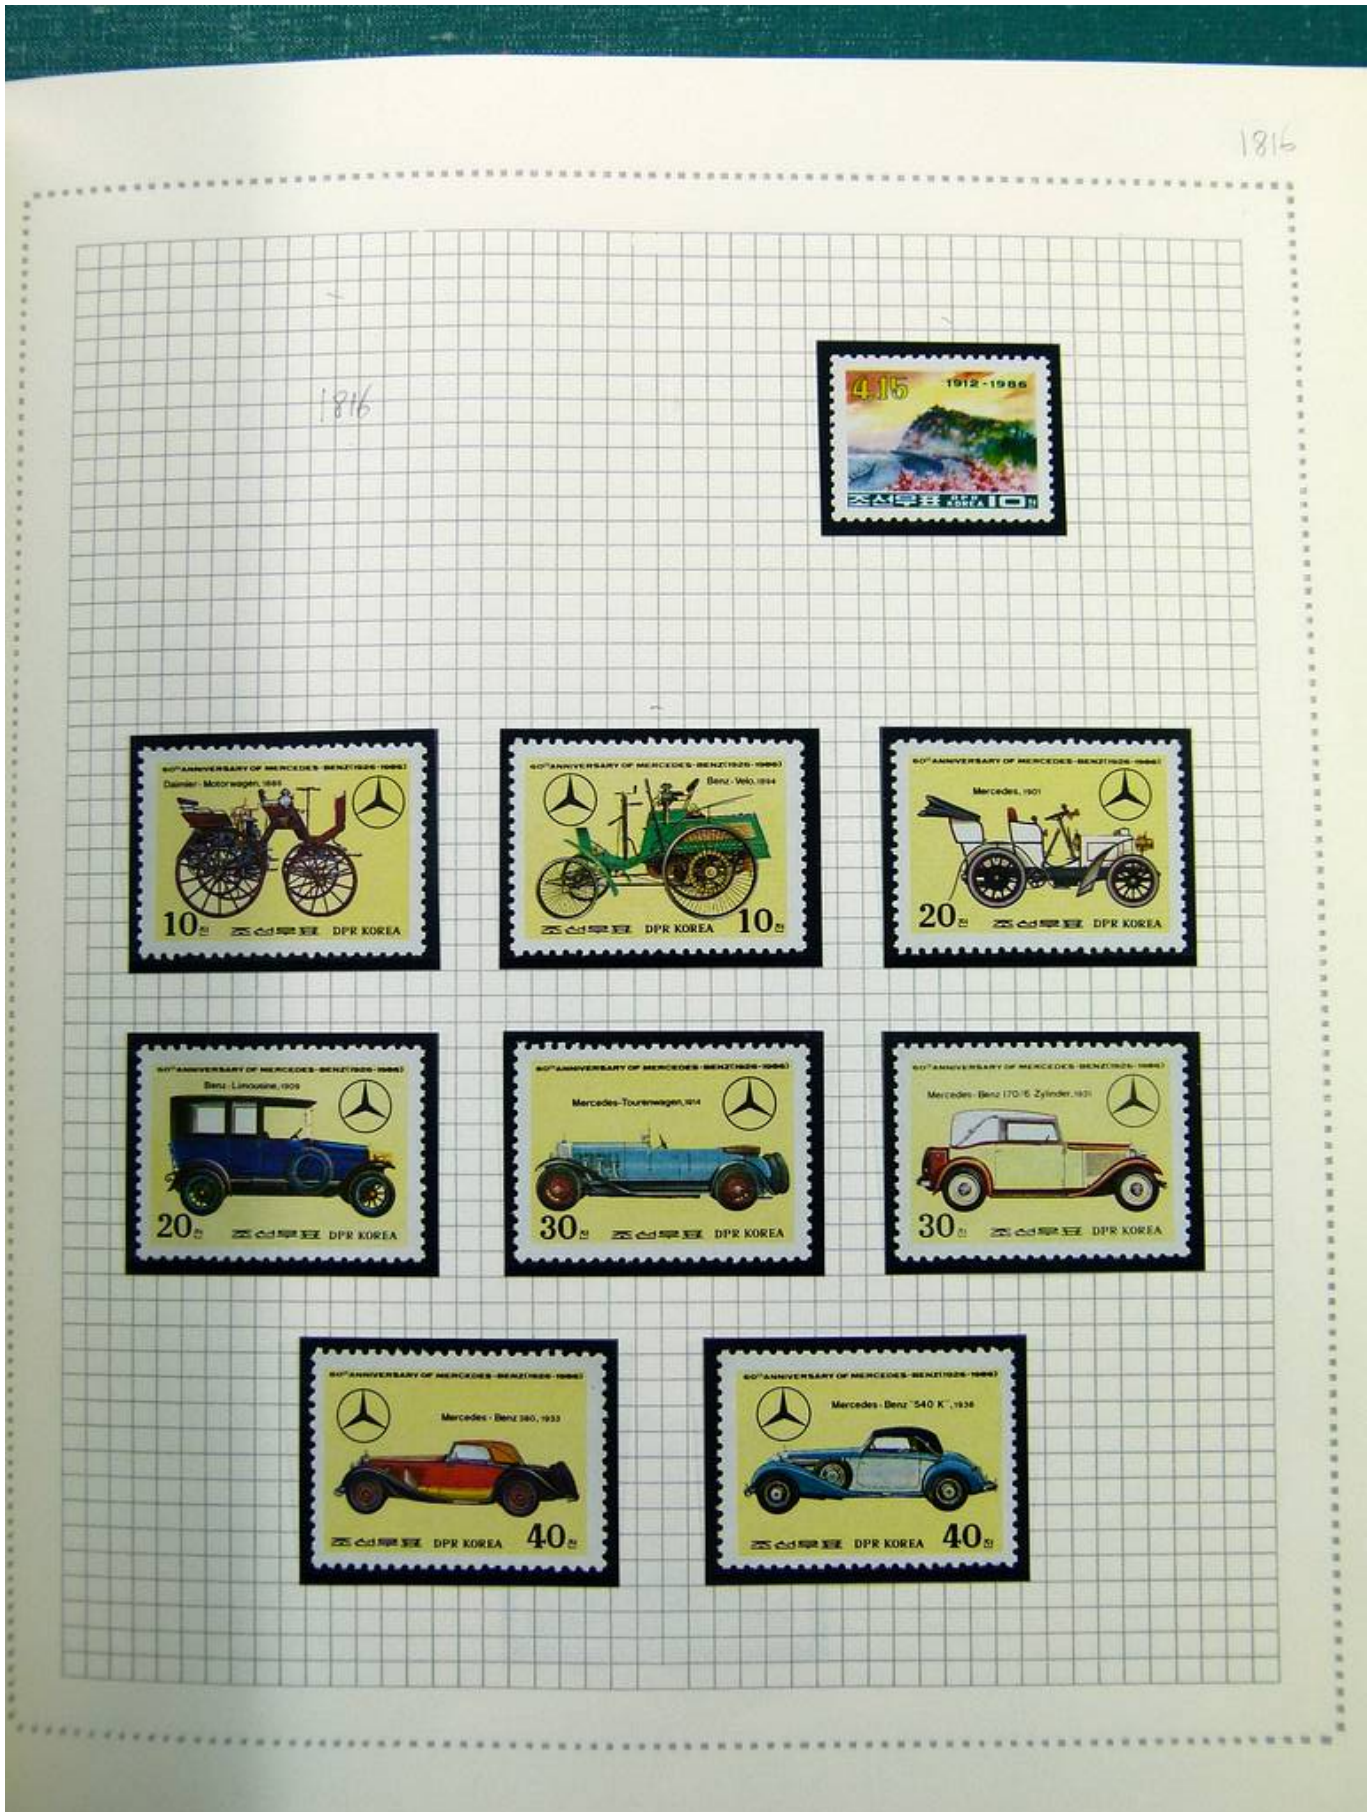 1816
1816
4.15
1912-1986
조선우표 DPR KOREA 10전
60TH ANNIVERSARY OF MERCEDES-BENZ(1926-1986)
Daimler-Motorwagen, 1886
10전 조선우표 DPR KOREA
60TH ANNIVERSARY OF MERCEDES-BENZ(1926-1986)
Benz-Velo, 1894
조선우표 DPR KOREA 10전
60TH ANNIVERSARY OF MERCEDES-BENZ(1926-1986)
Mercedes, 1901
20전 조선우표 DPR KOREA
60TH ANNIVERSARY OF MERCEDES-BENZ(1926-1986)
Benz-Limousine, 1909
20전 조선우표 DPR KOREA
60TH ANNIVERSARY OF MERCEDES-BENZ(1926-1986)
Mercedes-Tourenwagen, 1914
30전 조선우표 DPR KOREA
60TH ANNIVERSARY OF MERCEDES-BENZ(1926-1986)
Mercedes-Benz 170/6 Zylinder, 1931
30전 조선우표 DPR KOREA
60TH ANNIVERSARY OF MERCEDES-BENZ(1926-1986)
Mercedes-Benz 380, 1933
조선우표 DPR KOREA 40전
60TH ANNIVERSARY OF MERCEDES-BENZ(1926-1986)
Mercedes-Benz "540 K", 1936
조선우표 DPR KOREA 40전